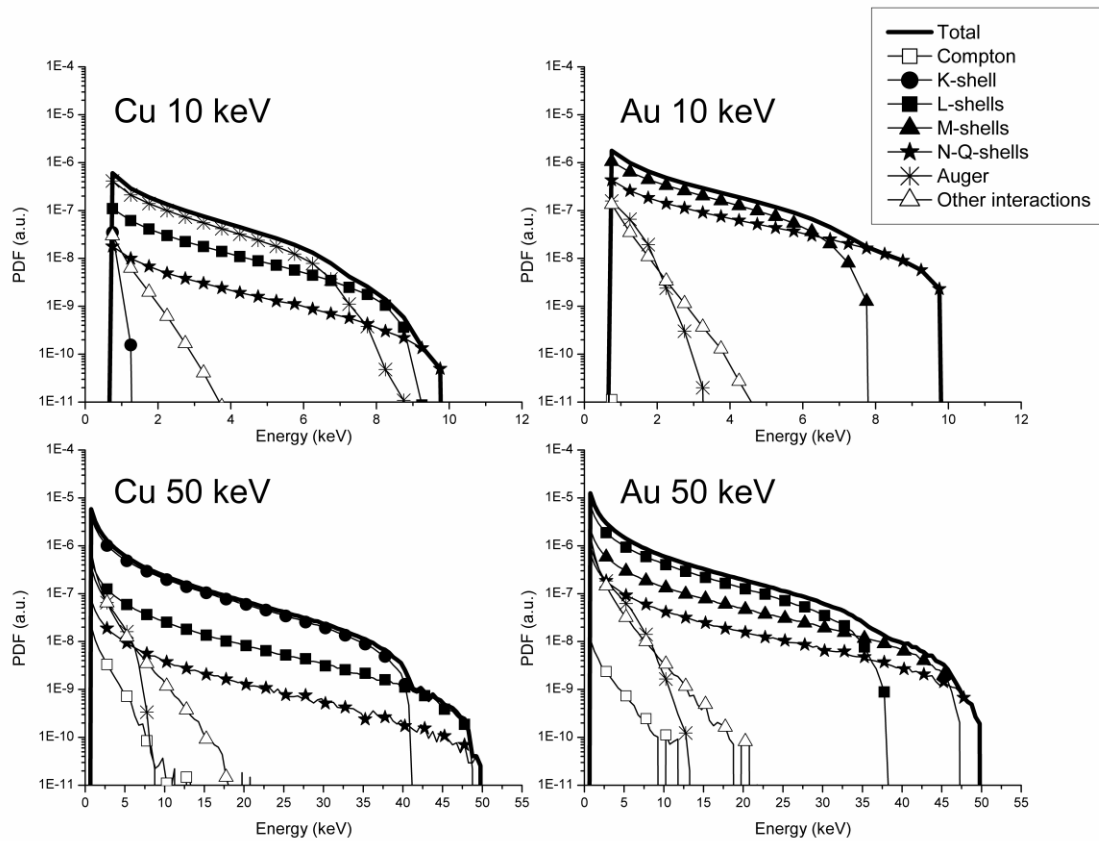 Total
Compton
K-shell
L-shells
M-shells
N-Q-shells
Auger
Other interactions
Cu 10 keV
1E-4
1E-5
1E-6
1E-7
1E-8
1E-9
1E-10
1E-11
PDF (a.u.)
0 2 4 6 8 10 12
Energy (keV)
Au 10 keV
1E-4
1E-5
1E-6
1E-7
1E-8
1E-9
1E-10
1E-11
PDF (a.u.)
0 2 4 6 8 10 12
Energy (keV)
Cu 50 keV
1E-4
1E-5
1E-6
1E-7
1E-8
1E-9
1E-10
1E-11
PDF (a.u.)
0 5 10 15 20 25 30 35 40 45 50 55
Energy (keV)
Au 50 keV
1E-4
1E-5
1E-6
1E-7
1E-8
1E-9
1E-10
1E-11
PDF (a.u.)
0 5 10 15 20 25 30 35 40 45 50 55
Energy (keV)